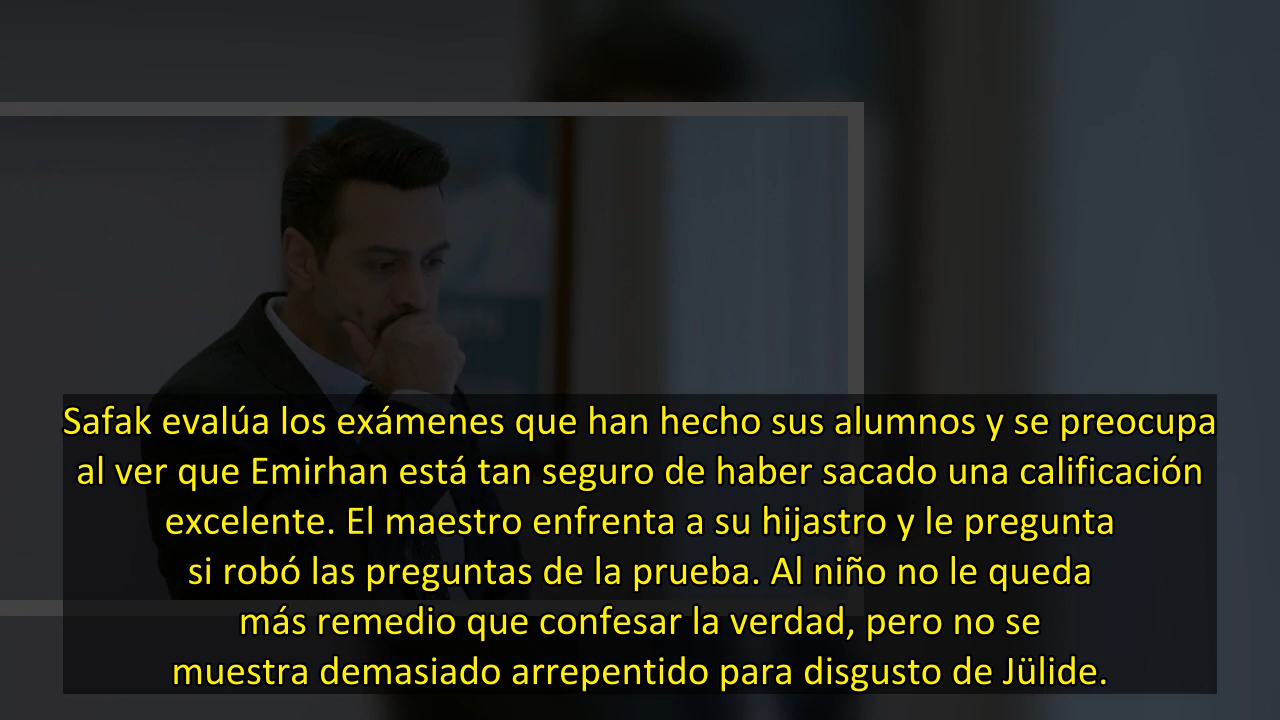 Safak evalúa los exámenes que han hecho sus alumnos y se preocupa
al ver que Emirhan está tan seguro de haber sacado una calificación
excelente. El maestro enfrenta a su hijastro y le pregunta
si robó las preguntas de la prueba. Al niño no le queda
más remedio que confesar la verdad, pero no se
muestra demasiado arrepentido para disgusto de Jülide.